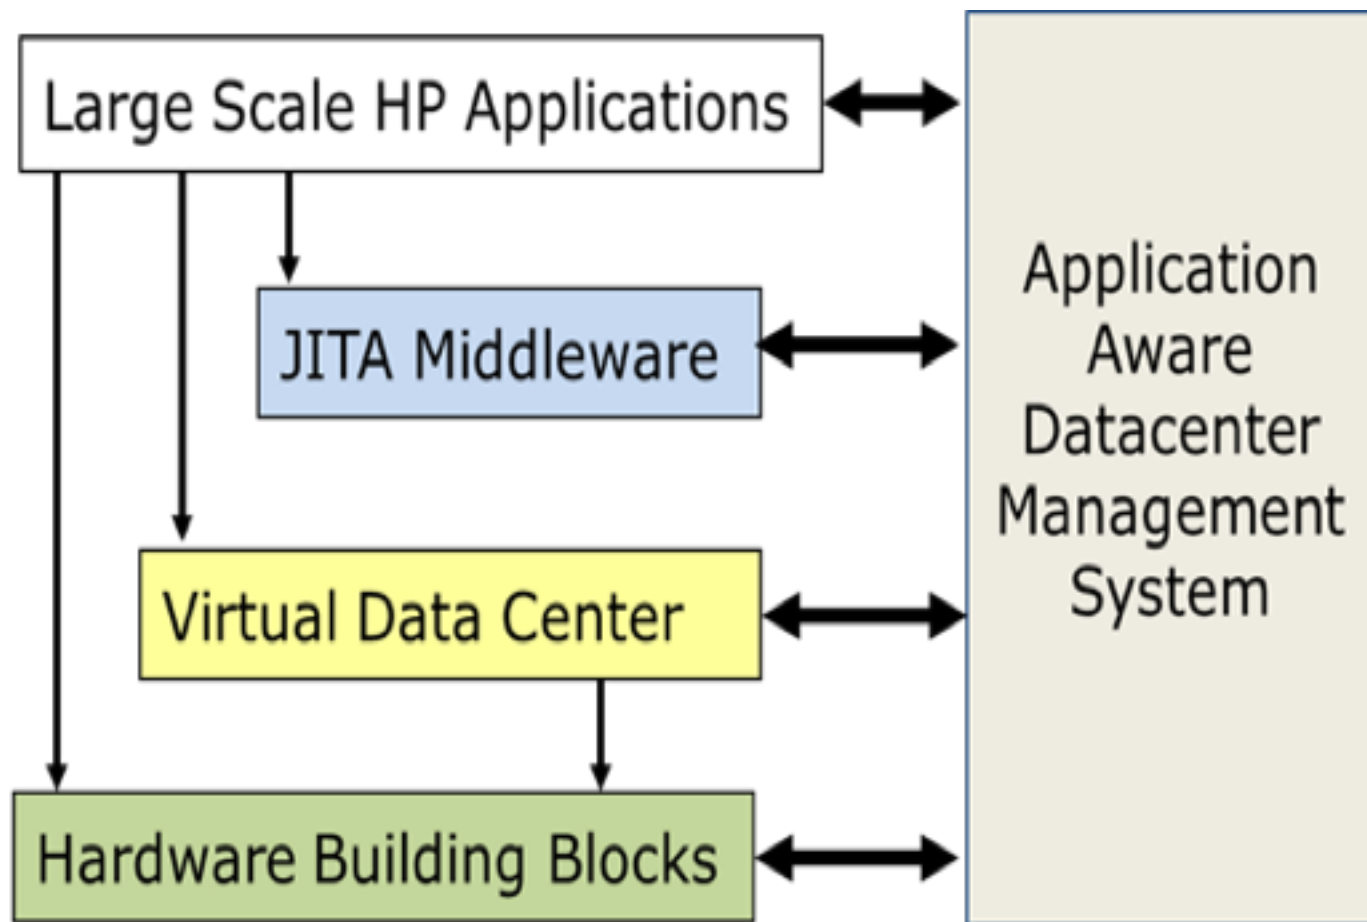 Large Scale HP Applications
JITA Middleware
Virtual Data Center
Hardware Building Blocks
Application
Aware
Datacenter
Management
System